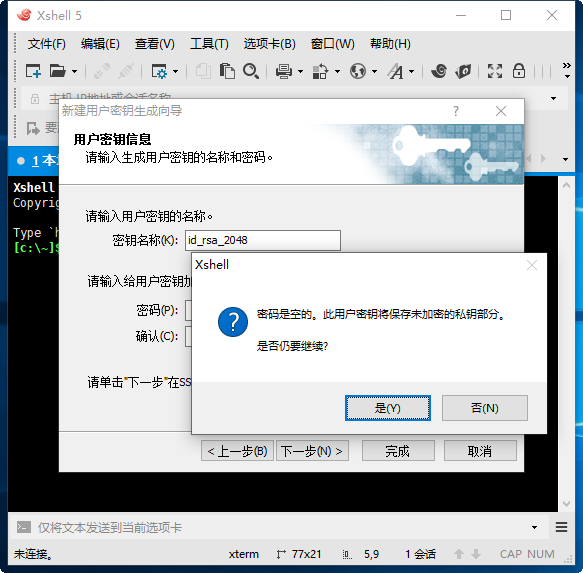 Xshell 5
文件(F) 编辑(E) 查看(V) 工具(T) 选项卡(B) 窗口(W) 帮助(H)
主机,IP地址或会话名称
新建用户密钥生成向导 ?
要
用户密钥信息
请输入生成用户密钥的名称和密码。
1 本
Xshell
Copyrig
Type `h
[c:\~]$
请输入用户密钥的名称。
密钥名称(K): id_rsa_2048
请输入给用户密钥加
密码(P):
确认(C):
请单击"下一步"在SS
Xshell
密码是空的。此用户密钥将保存未加密的私钥部分。
是否仍要继续?
是(Y) 否(N)
< 上一步(B) 下一步(N) > 完成 取消
仅将文本发送到当前选项卡
未连接。 xterm 77x21 5,9 1 会话 CAP NUM